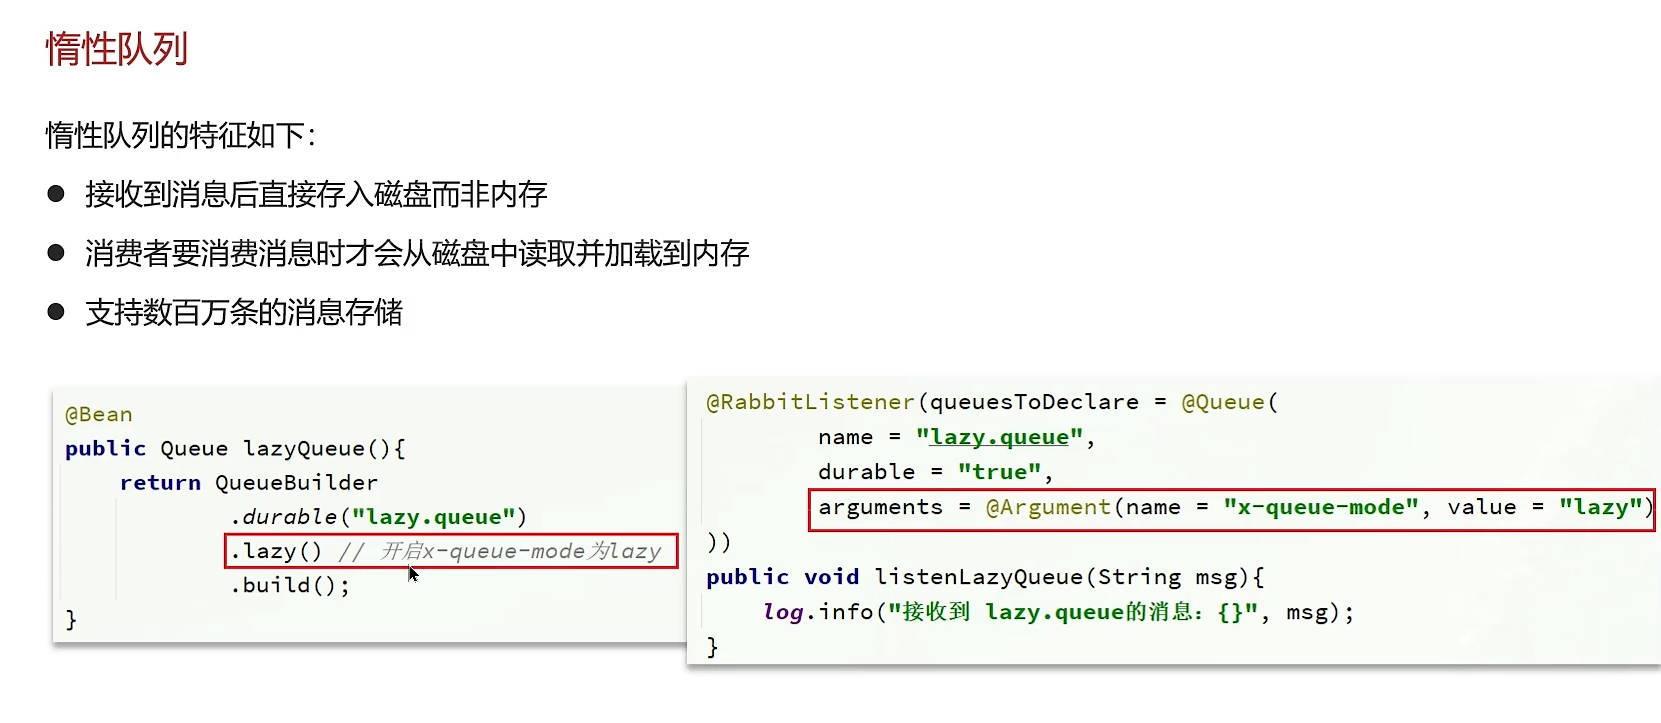 惰性队列
惰性队列的特征如下：
● 接收到消息后直接存入磁盘而非内存
● 消费者要消费消息时才会从磁盘中读取并加载到内存
● 支持数百万条的消息存储
@Bean
public Queue lazyQueue(){
return QueueBuilder
.durable("lazy.queue")
.lazy() // 开启x-queue-mode为lazy
.build();
}
@RabbitListener(queuesToDeclare = @Queue(
name = "lazy.queue",
durable = "true",
arguments = @Argument(name = "x-queue-mode", value = "lazy")
))
public void listenLazyQueue(String msg){
log.info("接收到 lazy.queue的消息：{}", msg);
}